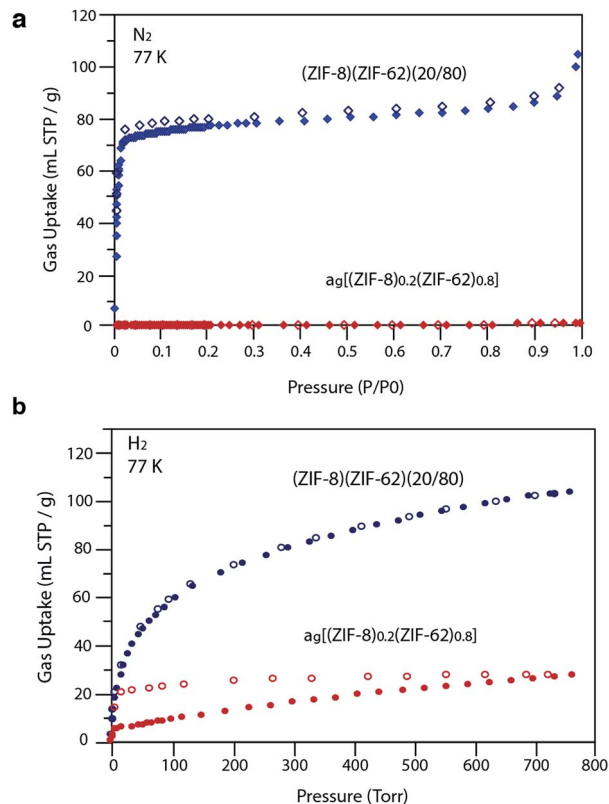 a
N2
77 K
(ZIF-8)(ZIF-62)(20/80)
ag[(ZIF-8)0.2(ZIF-62)0.8]
Gas Uptake (mL STP / g)
120
100
80
60
40
20
0
0 0.1 0.2 0.3 0.4 0.5 0.6 0.7 0.8 0.9 1.0
Pressure (P/P0)
b
H2
77 K
(ZIF-8)(ZIF-62)(20/80)
ag[(ZIF-8)0.2(ZIF-62)0.8]
Gas Uptake (mL STP / g)
120
100
80
60
40
20
0
0 100 200 300 400 500 600 700 800
Pressure (Torr)